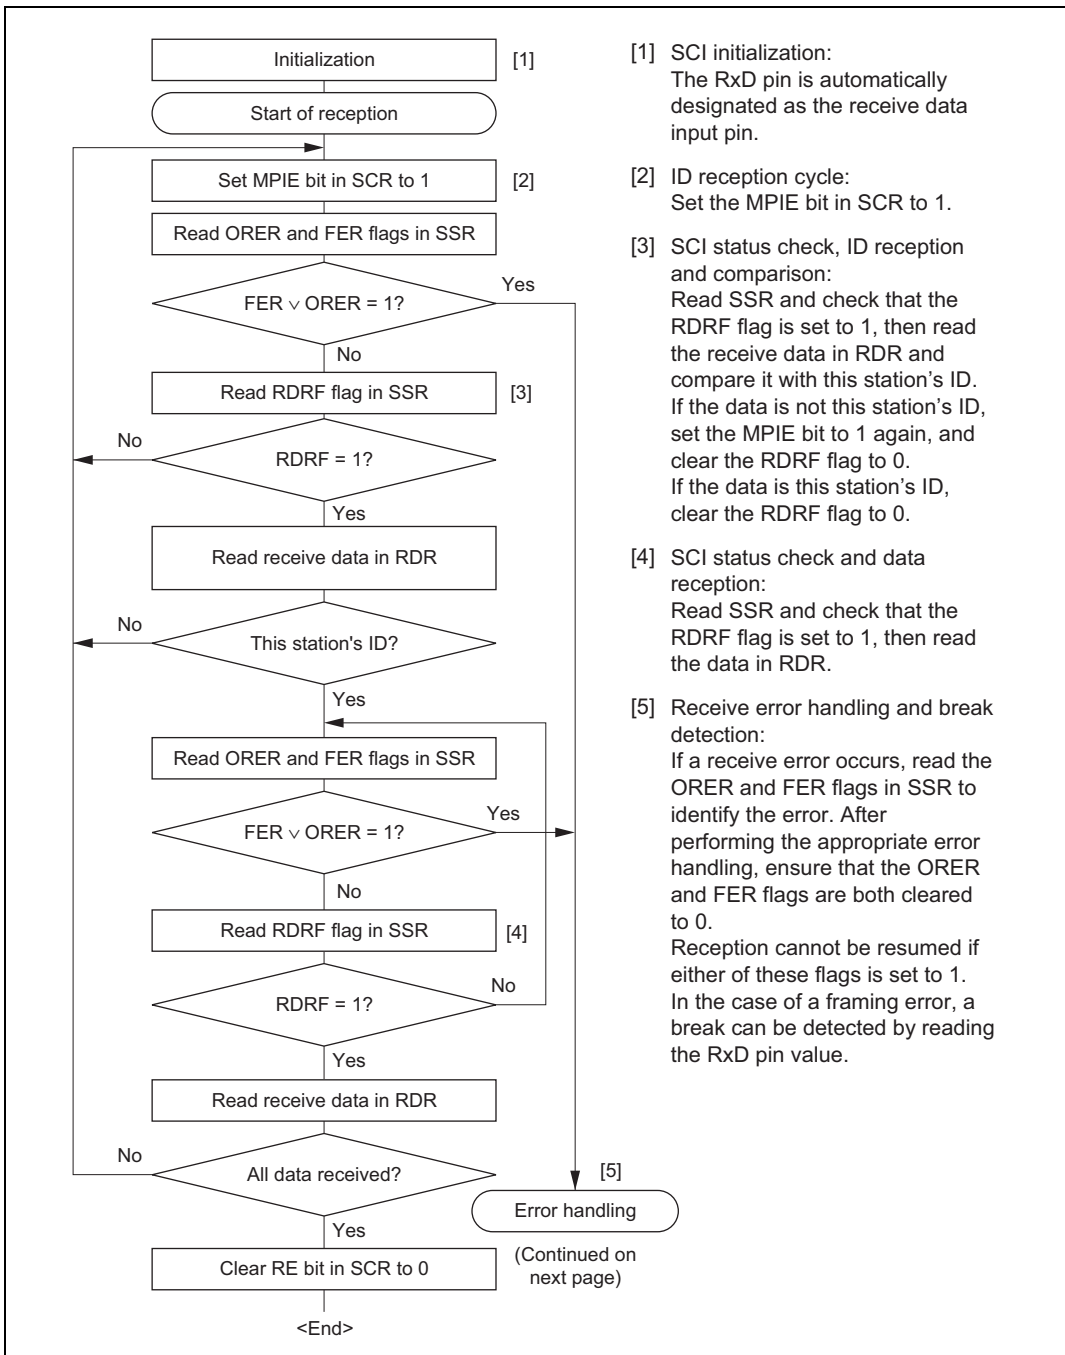 Initialization
[1]
Start of reception
Set MPIE bit in SCR to 1
[2]
Read ORER and FER flags in SSR
Yes
FER ∨ ORER = 1?
No
Read RDRF flag in SSR
[3]
No
RDRF = 1?
Yes
Read receive data in RDR
No
This station's ID?
Yes
Read ORER and FER flags in SSR
Yes
FER ∨ ORER = 1?
No
Read RDRF flag in SSR
[4]
No
RDRF = 1?
Yes
Read receive data in RDR
No
All data received?
[5]
Error handling
Yes
(Continued on
next page)
Clear RE bit in SCR to 0
<End>
[1] SCI initialization:
The RxD pin is automatically
designated as the receive data
input pin.
[2] ID reception cycle:
Set the MPIE bit in SCR to 1.
[3] SCI status check, ID reception
and comparison:
Read SSR and check that the
RDRF flag is set to 1, then read
the receive data in RDR and
compare it with this station's ID.
If the data is not this station's ID,
set the MPIE bit to 1 again, and
clear the RDRF flag to 0.
If the data is this station's ID,
clear the RDRF flag to 0.
[4] SCI status check and data
reception:
Read SSR and check that the
RDRF flag is set to 1, then read
the data in RDR.
[5] Receive error handling and break
detection:
If a receive error occurs, read the
ORER and FER flags in SSR to
identify the error. After
performing the appropriate error
handling, ensure that the ORER
and FER flags are both cleared
to 0.
Reception cannot be resumed if
either of these flags is set to 1.
In the case of a framing error, a
break can be detected by reading
the RxD pin value.